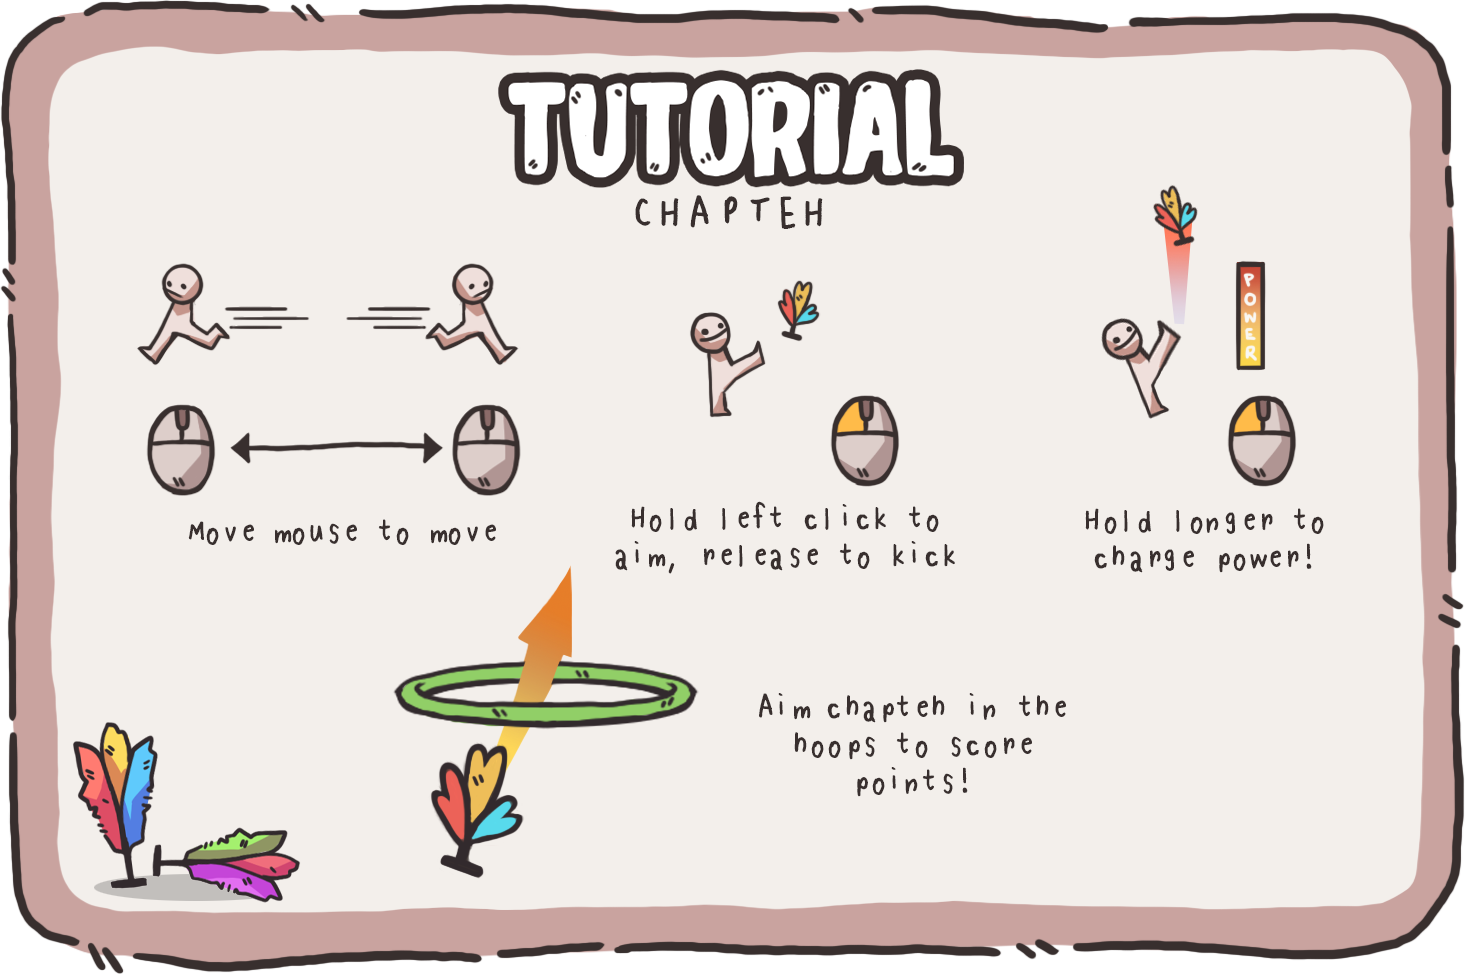 TUTORIAL
CHAPTEH
POWER
Move mouse to move
Hold left click to
aim, release to kick
Hold longer to
charge power!
Aim chapteh in the
hoops to score
points!